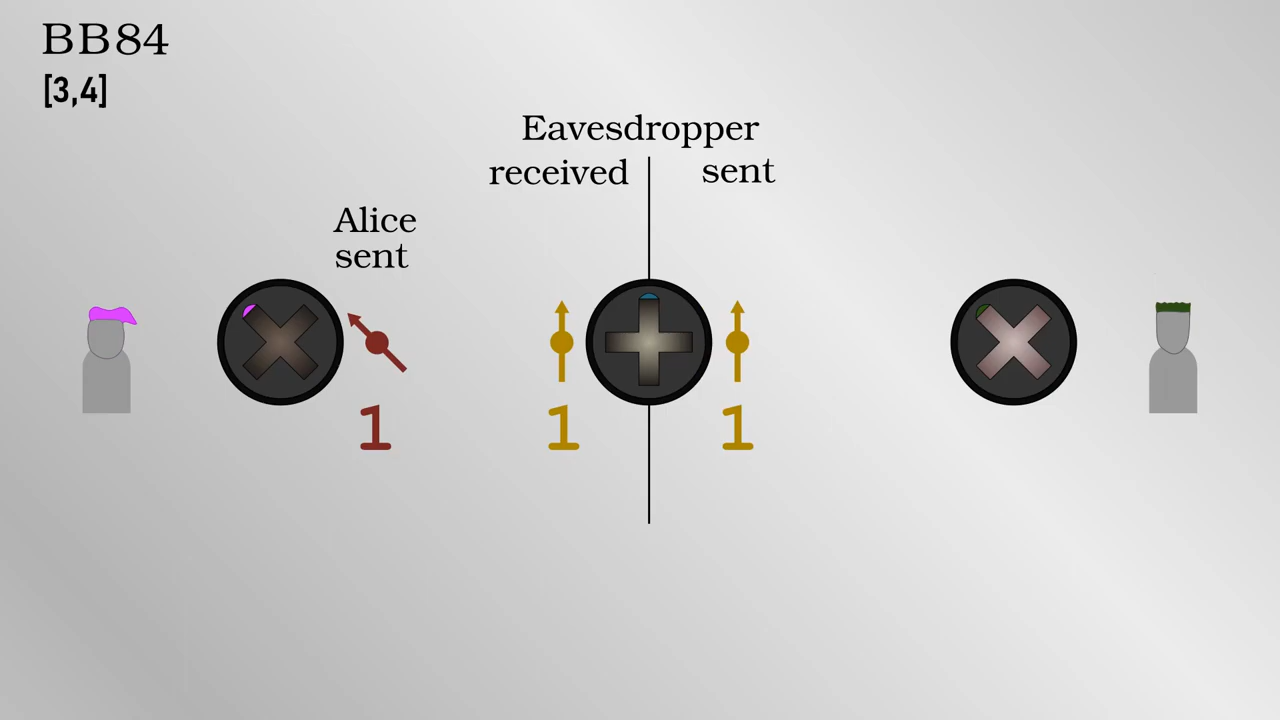 BB84
[3,4]
Eavesdropper
received sent
Alice
sent
1 1 1